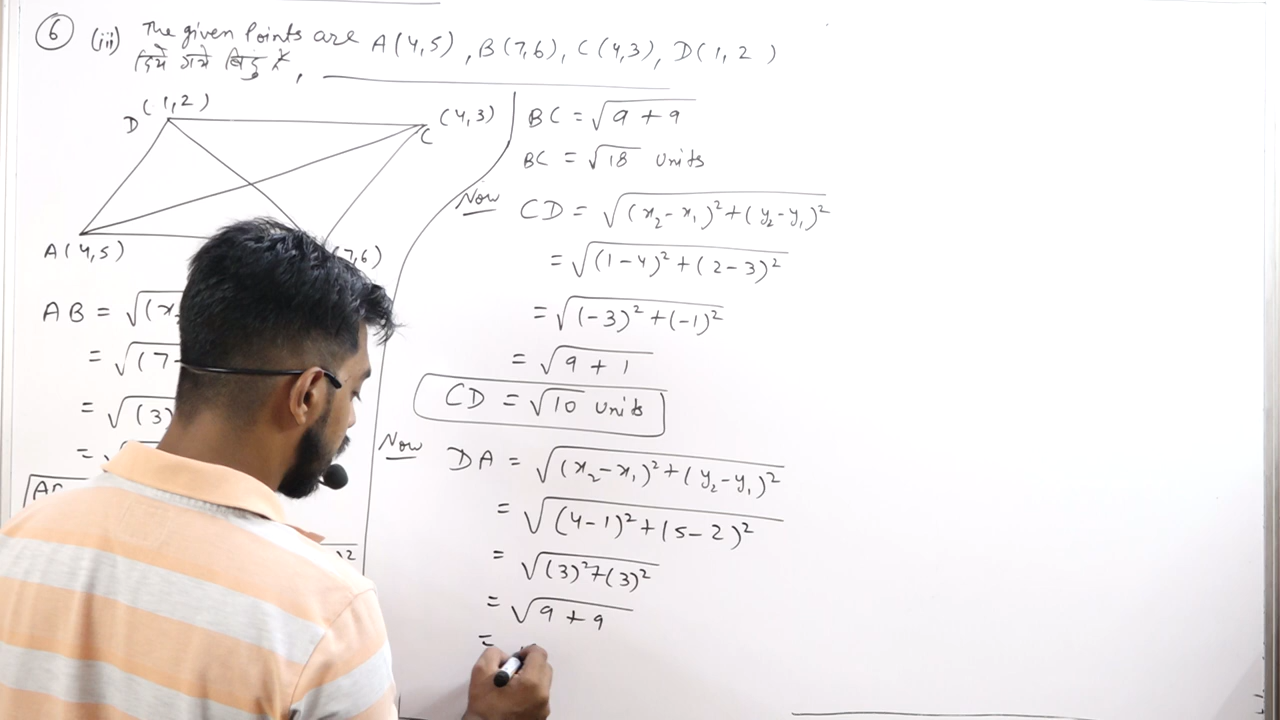 ⑥ (iii) The given Points are A(4,5), B(7,6), C(4,3), D(1,2)
दिये गये बिंदु है,
D(1,2)
C(4,3)
A(4,5)
7,6)
AB = √(x
= √(7-
= √(3)
= √
BC = √9 + 9
BC = √18 units
Now CD = √(x₂-x₁)²+(y₂-y₁)²
= √(1-4)²+(2-3)²
= √(-3)²+(-1)²
= √9 + 1
CD = √10 units
Now DA = √(x₂-x₁)²+(y₂-y₁)²
= √(4-1)²+(5-2)²
= √(3)²+(3)²
= √9 + 9
=